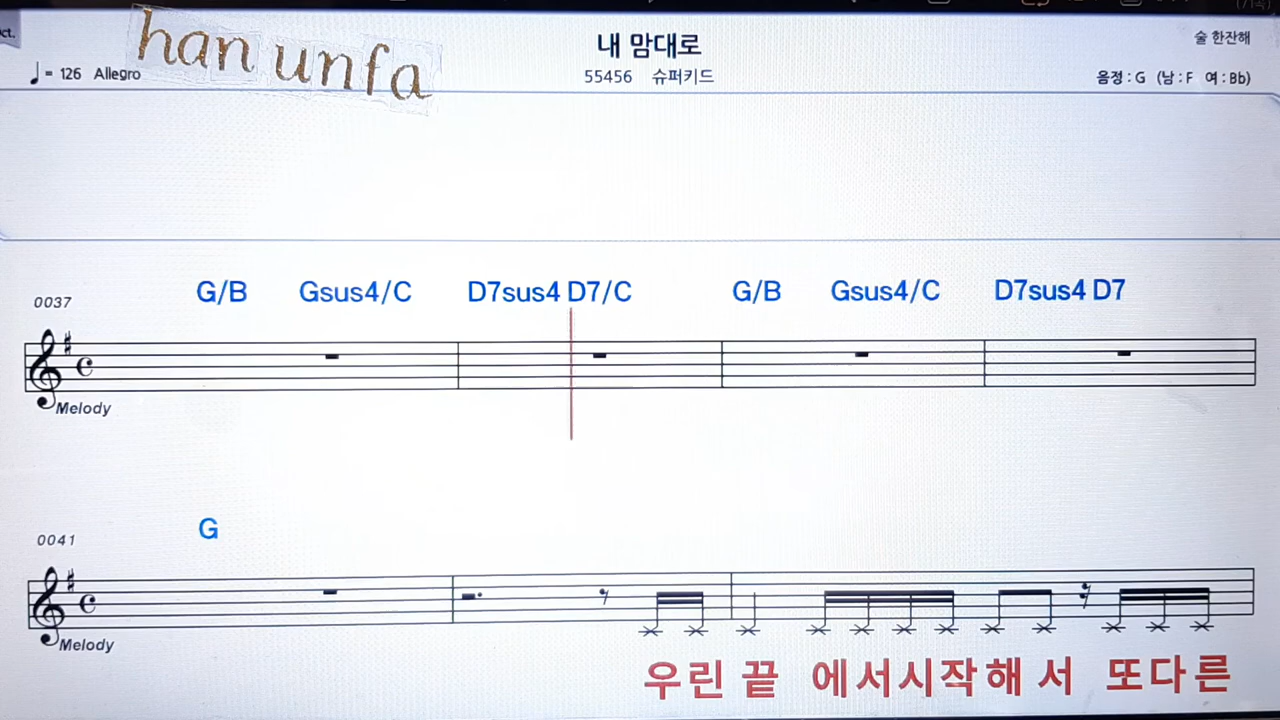 han unfa
내 맘대로
술 한잔해
♩= 126 Allegro
55456 슈퍼키드
음정 : G (남 : F 여 : Bb)
G/B Gsus4/C D7sus4 D7/C G/B Gsus4/C D7sus4 D7
0037
Melody
G
0041
Melody
우린 끝 에서시작해 서 또다른